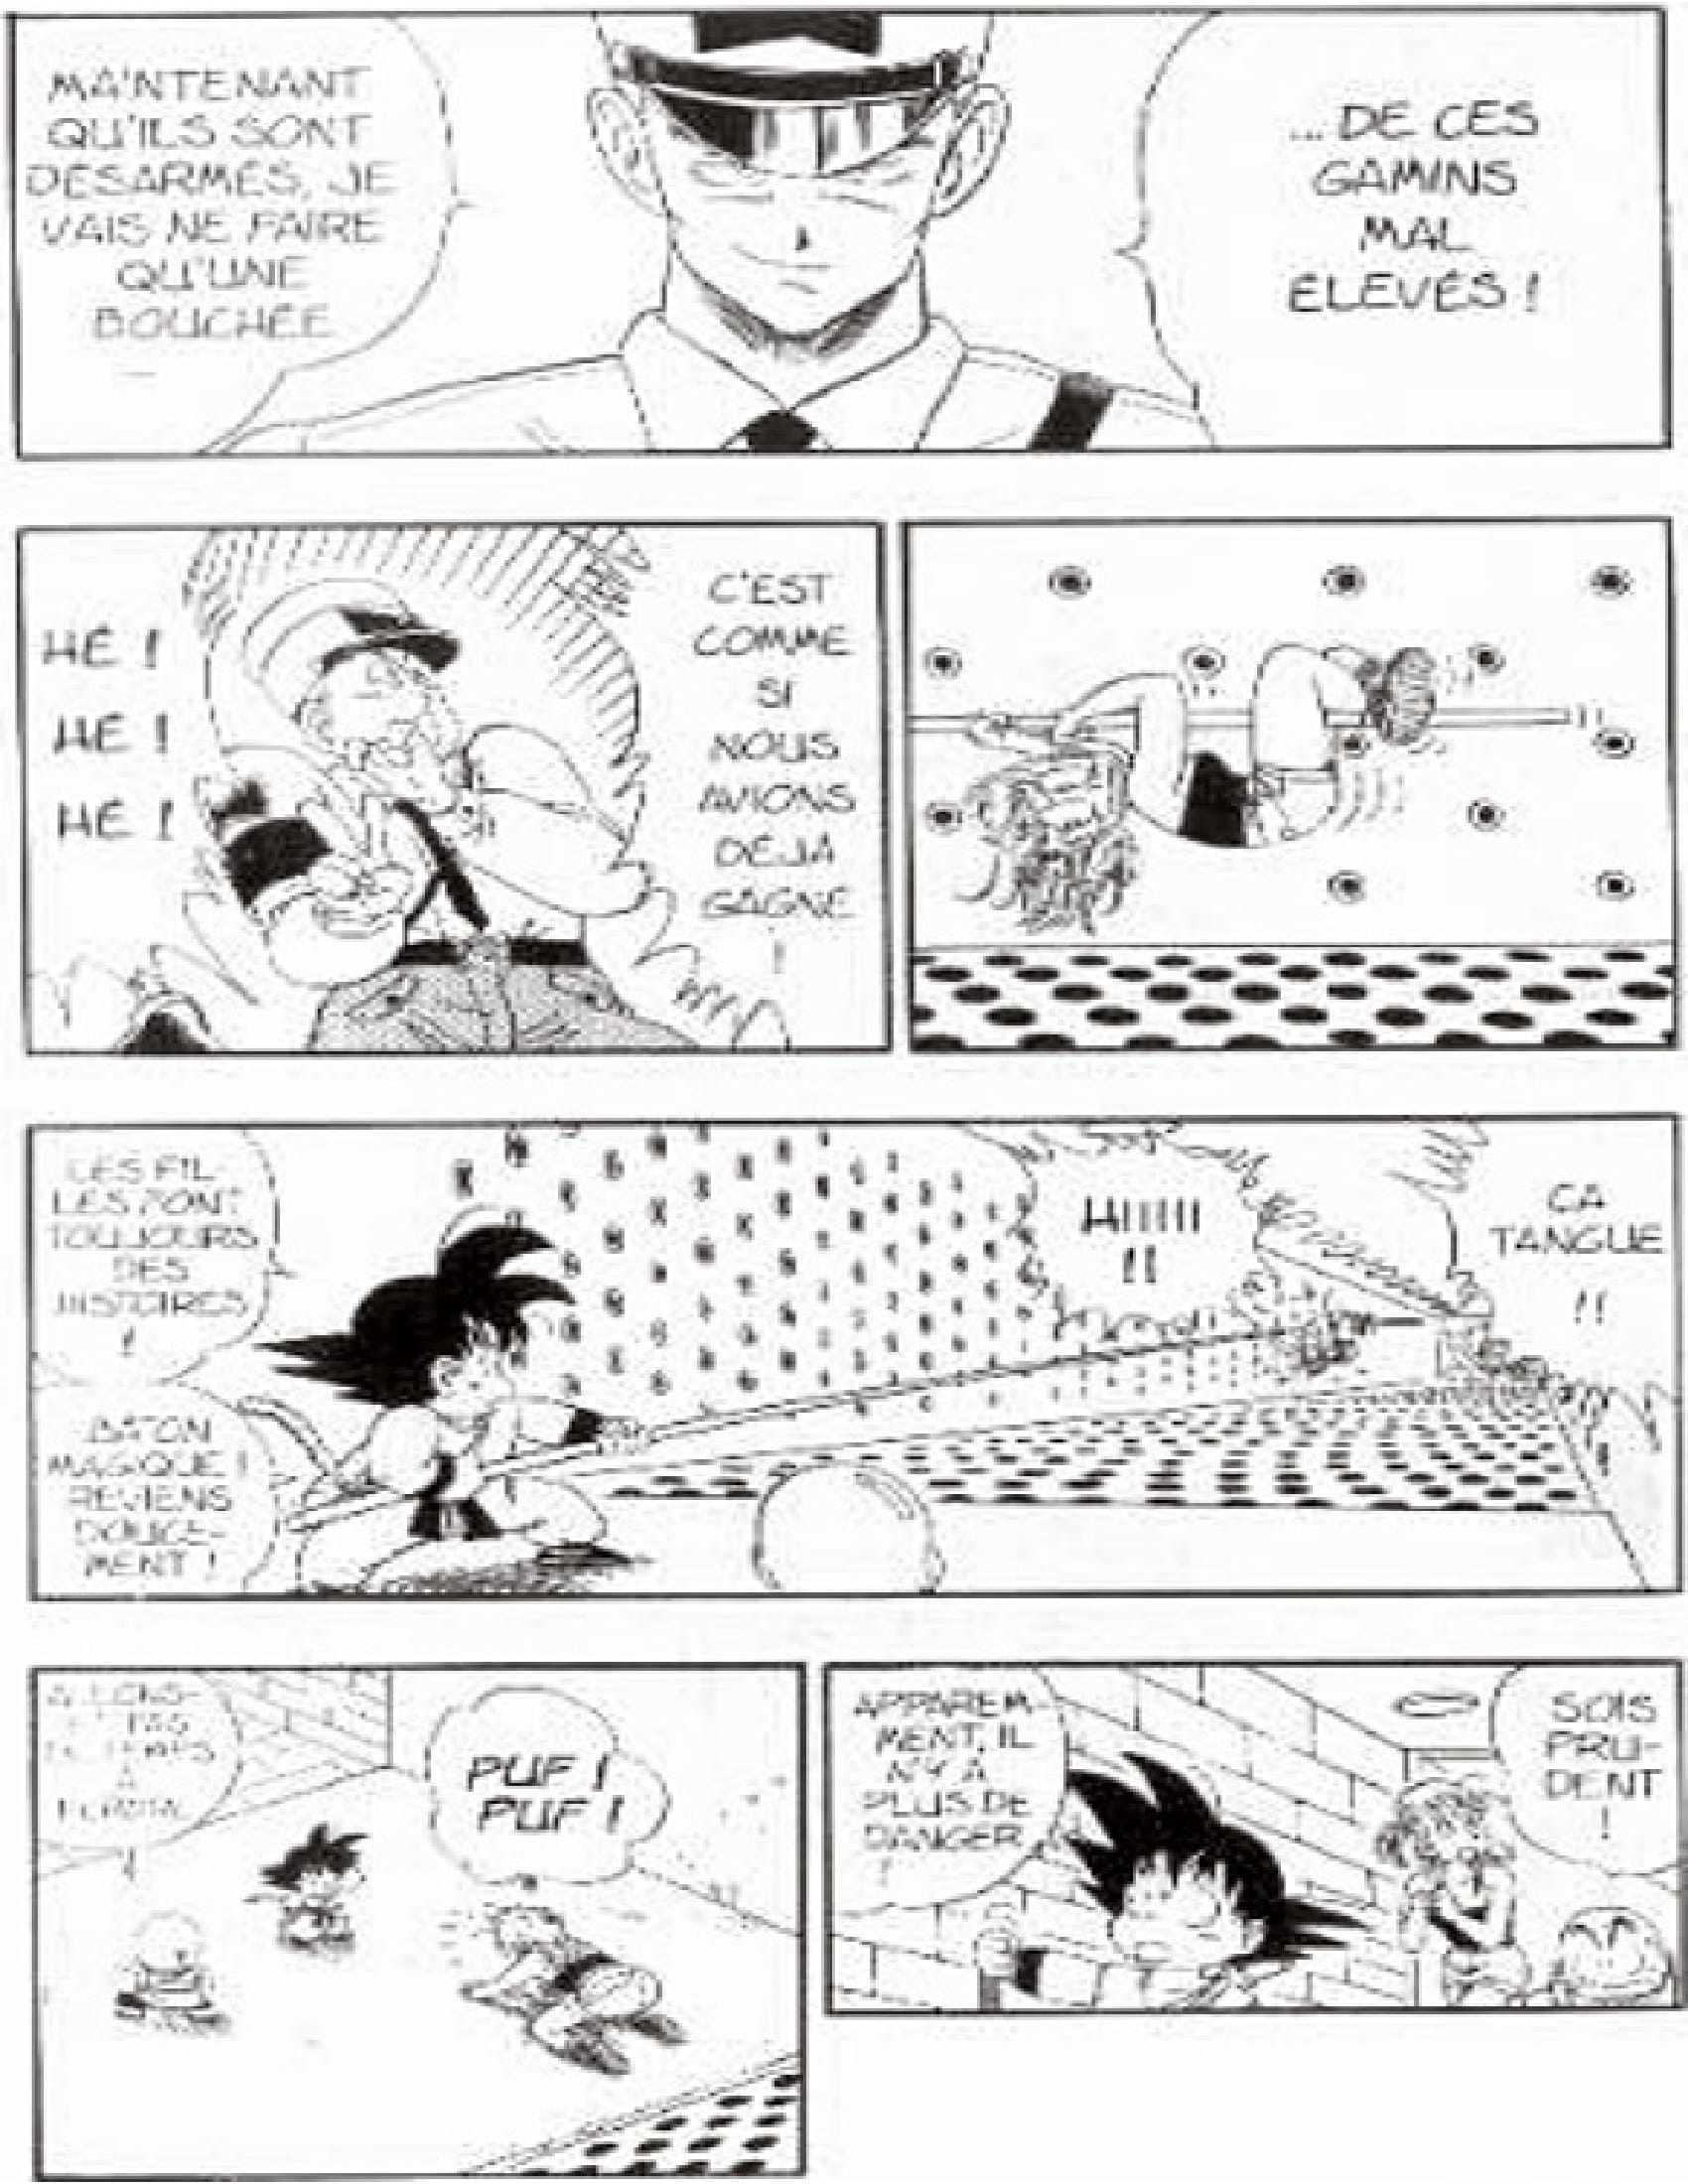 MAINTENANT
QU'ILS SONT
DÉSARMÉS, JE
VAIS NE FAIRE
QU'UNE
BOUCHÉE
... DE CES
GAMINS
MAL
ÉLEVÉS !
HÉ !
HÉ !
HÉ !
C'EST
COMME
SI
NOUS
AVIONS
DÉJÀ
GAGNÉ
!
FIL-
LES FONT
TOUJOURS
DES
HISTOIRES
!
BÂTON
MAGIQUE !
REVIENS
DOUCE-
MENT !
HIIIIII
!!
ÇA
TANGUE
!!
PAS
!
PUF !
PUF !
APPAREM-
MENT, IL
N'Y A
PLUS DE
DANGER
!
SOIS
PRU-
DENT
!